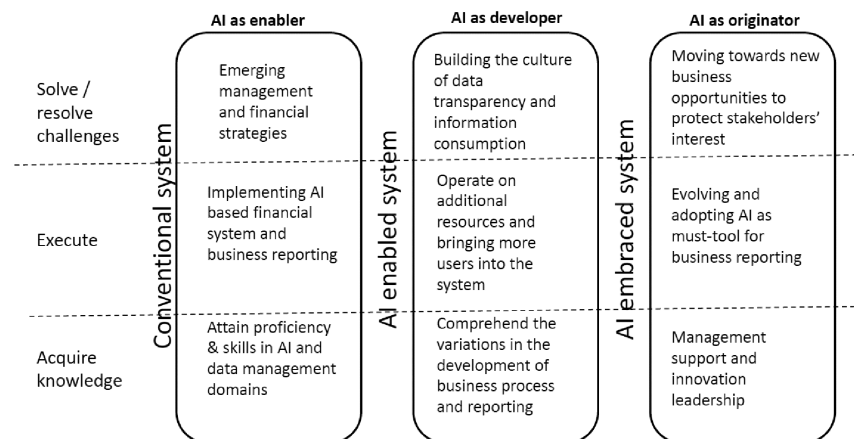 AI as enabler
AI as developer
AI as originator
Solve /
resolve
challenges
Emerging
management
and financial
strategies
Building the culture
of data
transparency and
information
consumption
Moving towards new
business
opportunities to
protect stakeholders’
interest
Conventional system
AI enabled system
AI embraced system
Execute
Implementing AI
based financial
system and
business reporting
Operate on
additional
resources and
bringing more
users into the
system
Evolving and
adopting AI as
must-tool for
business reporting
Acquire
knowledge
Attain proficiency
& skills in AI and
data management
domains
Comprehend the
variations in the
development of
business process
and reporting
Management
support and
innovation
leadership